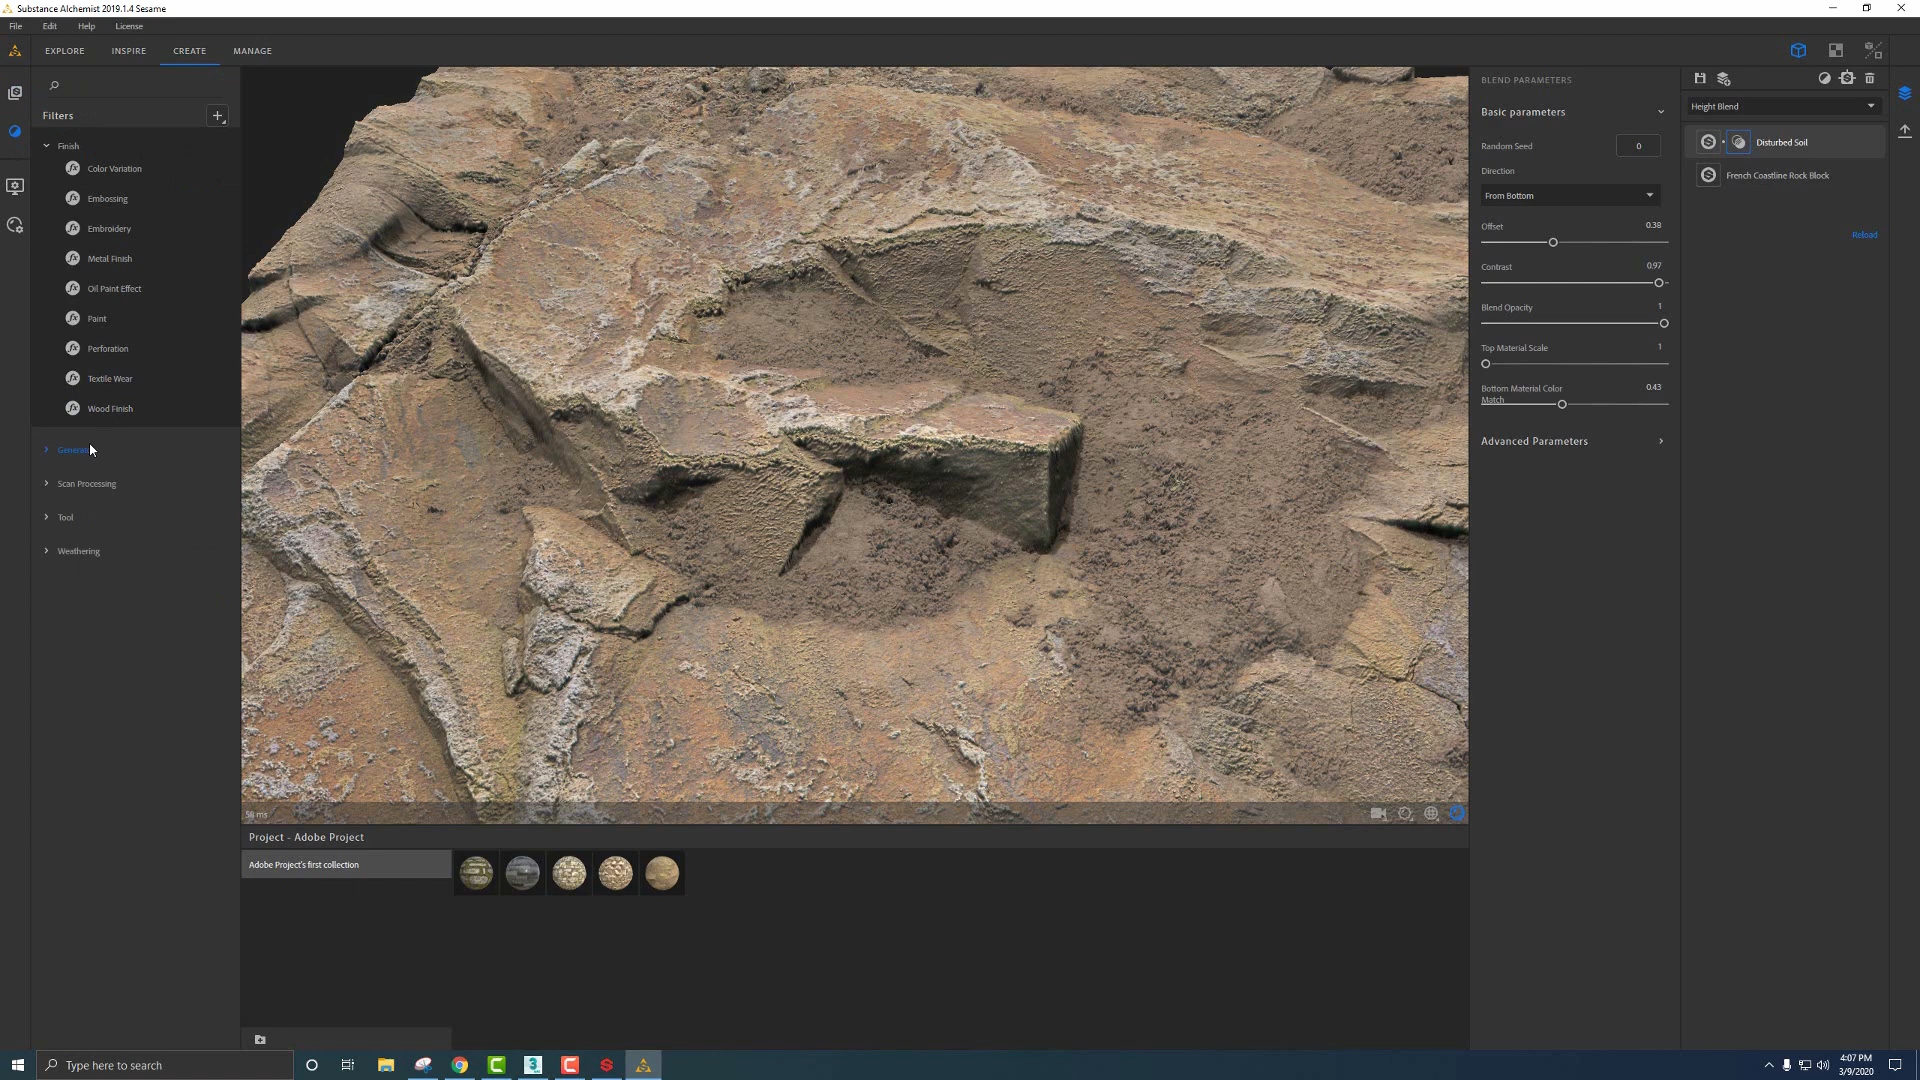 Substance Alchemist 2019.1.4 Sesame
File Edit Help License
EXPLORE INSPIRE CREATE MANAGE
Filters
Finish
Color Variation
Embossing
Embroidery
Metal Finish
Oil Paint Effect
Paint
Perforation
Textile Wear
Wood Finish
Scan Processing
Tool
Weathering
58 ms
Project - Adobe Project
Adobe Project's first collection
BLEND PARAMETERS
Basic parameters
Random Seed 0
Direction
From Bottom
Offset 0.38
Contrast 0.97
Blend Opacity 1
Top Material Scale 1
Bottom Material Color 0.43
Match
Advanced Parameters
Height Blend
Disturbed Soil
French Coastline Rock Block
Reload
Type here to search
4:07 PM
3/9/2020